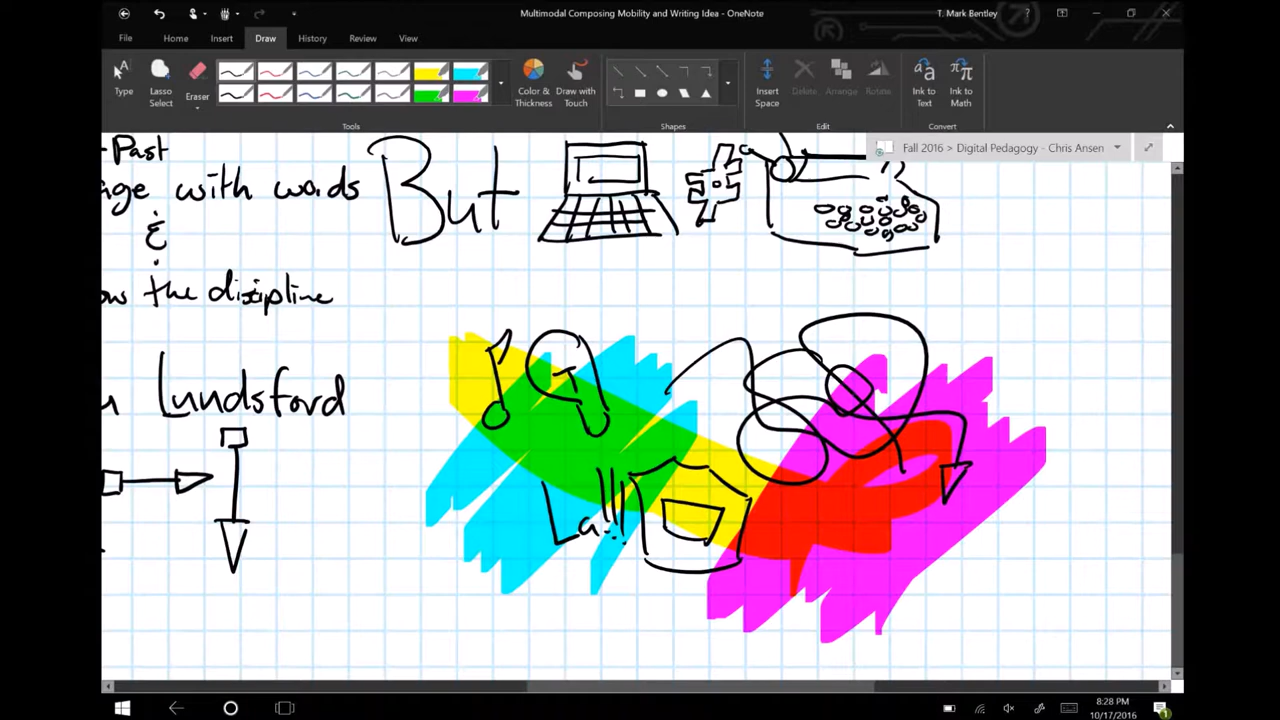 Multimodal Composing Mobility and Writing Idea - OneNote
T. Mark Bentley
?
File Home Insert Draw History Review View
Type
Lasso Select
Eraser
Color & Thickness
Draw with Touch
Insert Space
Delete
Arrange
Rotate
Ink to Text
Ink to Math
Tools
Shapes
Edit
Convert
Fall 2016 > Digital Pedagogy - Chris Ansen
-Past
age with words
But
&
ow the discipline
Lundsford
La!!!
8:28 PM
10/17/2016